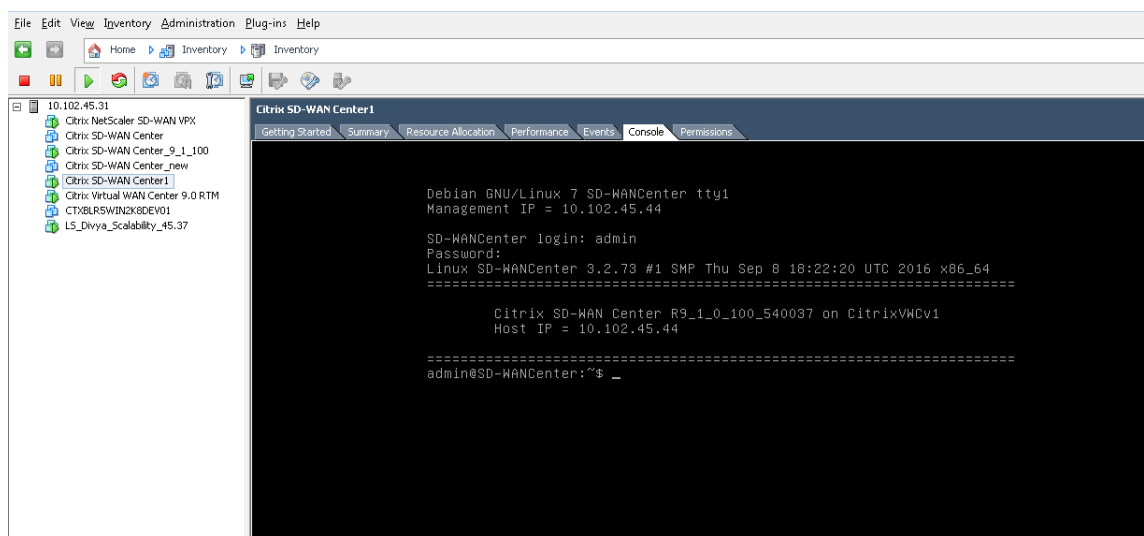 File Edit View Inventory Administration Plug-ins Help
Home Inventory Inventory
10.102.45.31
Citrix NetScaler SD-WAN VPX
Citrix SD-WAN Center
Citrix SD-WAN Center_9_1_100
Citrix SD-WAN Center_new
Citrix SD-WAN Center1
Citrix Virtual WAN Center 9.0 RTM
CTXBLR5WIN2K8DEV01
LS_Divya_Scalability_45.37
Citrix SD-WAN Center1
Getting Started Summary Resource Allocation Performance Events Console Permissions
Debian GNU/Linux 7 SD-WANCenter tty1
Management IP = 10.102.45.44
SD-WANCenter login: admin
Password:
Linux SD-WANCenter 3.2.73 #1 SMP Thu Sep 8 18:22:20 UTC 2016 x86_64
======================================================================
Citrix SD-WAN Center R9_1_0_100_540037 on CitrixVWCv1
Host IP = 10.102.45.44
======================================================================
admin@SD-WANCenter:~$ _